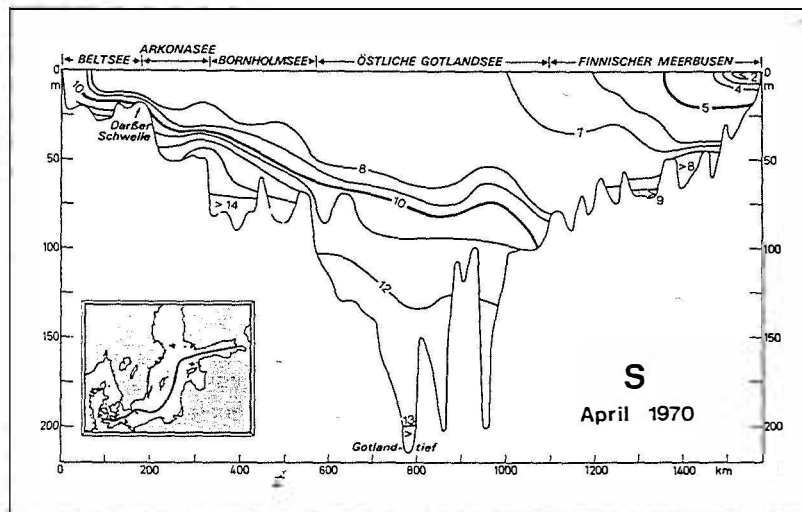 ARKONASEE
BELTSEE BORNHOLMSEE ÖSTLICHE GOTLANDSEE FINNISCHER MEERBUSEN
0 0
m m
10
2
4
5
Darßer
Schwelle
7
8
50 50
>8
10
>9
>14
100 100
12
150 150
S
April 1970
13
>
200 200
Gotland-tief
0 200 400 600 800 1000 1200 1400 km